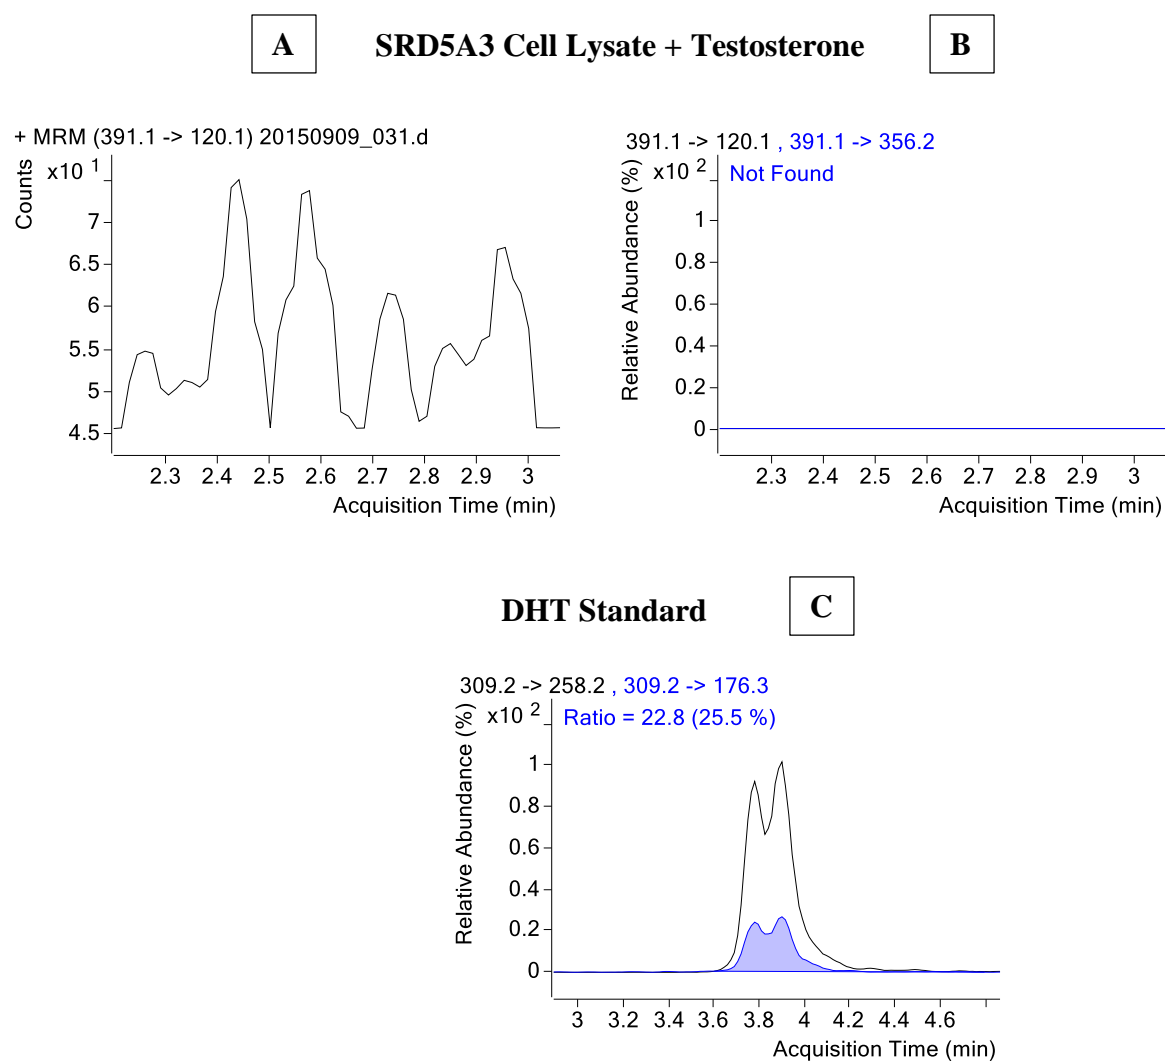 A
SRD5A3 Cell Lysate + Testosterone
B
+ MRM (391.1 -> 120.1) 20150909_031.d
Counts
x10 1
7
6.5
6
5.5
5
4.5
2.3 2.4 2.5 2.6 2.7 2.8 2.9 3
Acquisition Time (min)
391.1 -> 120.1 , 391.1 -> 356.2
Relative Abundance (%)
x10 2
Not Found
1
0.8
0.6
0.4
0.2
0
2.3 2.4 2.5 2.6 2.7 2.8 2.9 3
Acquisition Time (min)
DHT Standard
C
309.2 -> 258.2 , 309.2 -> 176.3
Relative Abundance (%)
x10 2
Ratio = 22.8 (25.5 %)
1
0.8
0.6
0.4
0.2
0
3 3.2 3.4 3.6 3.8 4 4.2 4.4 4.6
Acquisition Time (min)